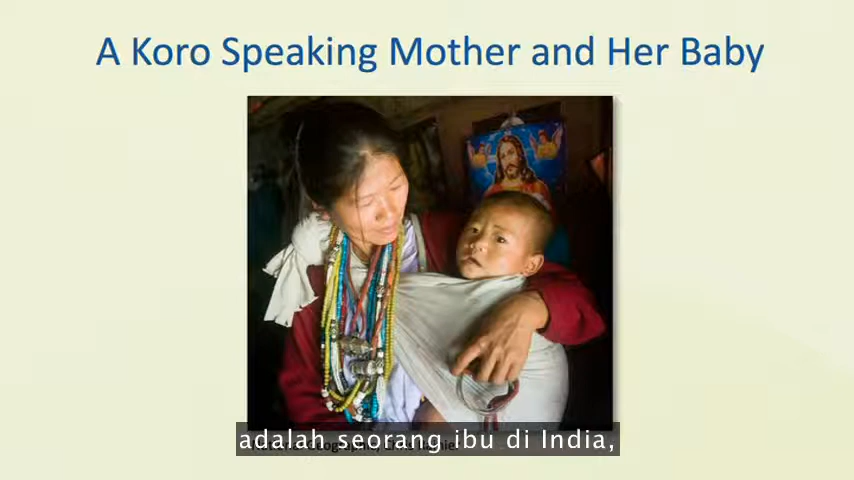 A Koro Speaking Mother and Her Baby
adalah seorang ibu di India,